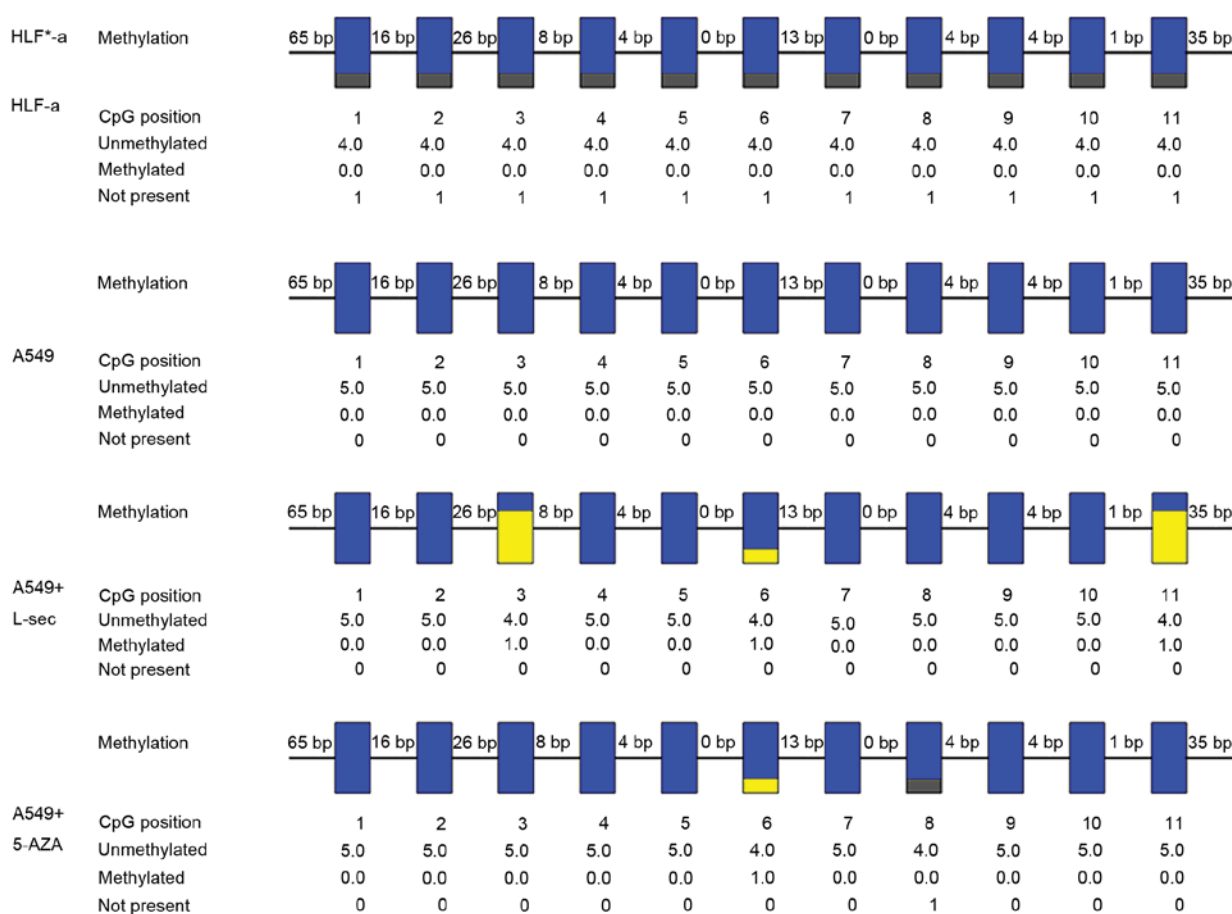 HLF*-a Methylation 65 bp 16 bp 26 bp 8 bp 4 bp 0 bp 13 bp 0 bp 4 bp 4 bp 1 bp 35 bp
HLF-a CpG position 1 2 3 4 5 6 7 8 9 10 11
Unmethylated 4.0 4.0 4.0 4.0 4.0 4.0 4.0 4.0 4.0 4.0 4.0
Methylated 0.0 0.0 0.0 0.0 0.0 0.0 0.0 0.0 0.0 0.0 0.0
Not present 1 1 1 1 1 1 1 1 1 1 1
Methylation 65 bp 16 bp 26 bp 8 bp 4 bp 0 bp 13 bp 0 bp 4 bp 4 bp 1 bp 35 bp
A549 CpG position 1 2 3 4 5 6 7 8 9 10 11
Unmethylated 5.0 5.0 5.0 5.0 5.0 5.0 5.0 5.0 5.0 5.0 5.0
Methylated 0.0 0.0 0.0 0.0 0.0 0.0 0.0 0.0 0.0 0.0 0.0
Not present 0 0 0 0 0 0 0 0 0 0 0
Methylation 65 bp 16 bp 26 bp 8 bp 4 bp 0 bp 13 bp 0 bp 4 bp 4 bp 1 bp 35 bp
A549+ CpG position 1 2 3 4 5 6 7 8 9 10 11
L-sec Unmethylated 5.0 5.0 4.0 5.0 5.0 4.0 5.0 5.0 5.0 5.0 4.0
Methylated 0.0 0.0 1.0 0.0 0.0 1.0 0.0 0.0 0.0 0.0 1.0
Not present 0 0 0 0 0 0 0 0 0 0 0
Methylation 65 bp 16 bp 26 bp 8 bp 4 bp 0 bp 13 bp 0 bp 4 bp 4 bp 1 bp 35 bp
A549+ CpG position 1 2 3 4 5 6 7 8 9 10 11
5-AZA Unmethylated 5.0 5.0 5.0 5.0 5.0 4.0 5.0 4.0 5.0 5.0 5.0
Methylated 0.0 0.0 0.0 0.0 0.0 1.0 0.0 0.0 0.0 0.0 0.0
Not present 0 0 0 0 0 0 0 1 0 0 0